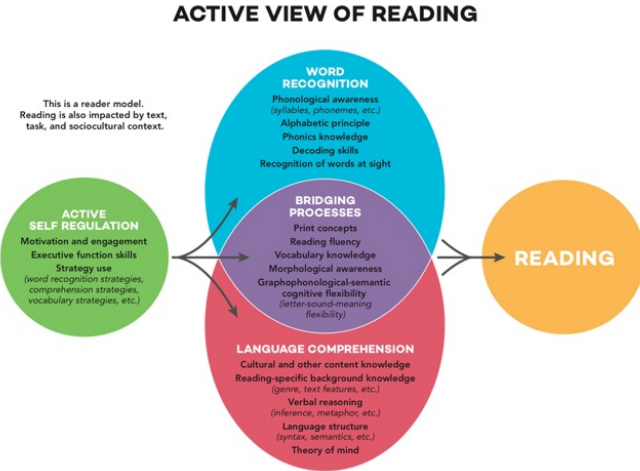 ACTIVE VIEW OF READING
This is a reader model.
Reading is also impacted by text,
task, and sociocultural context.
ACTIVE
SELF REGULATION
Motivation and engagement
Executive function skills
Strategy use
(word recognition strategies,
comprehension strategies,
vocabulary strategies, etc.)
WORD
RECOGNITION
Phonological awareness
(syllables, phonemes, etc.)
Alphabetic principle
Phonics knowledge
Decoding skills
Recognition of words at sight
BRIDGING
PROCESSES
Print concepts
Reading fluency
Vocabulary knowledge
Morphological awareness
Graphophonological-semantic
cognitive flexibility
(letter-sound-meaning
flexibility)
LANGUAGE COMPREHENSION
Cultural and other content knowledge
Reading-specific background knowledge
(genre, text features, etc.)
Verbal reasoning
(inference, metaphor, etc.)
Language structure
(syntax, semantics, etc.)
Theory of mind
READING